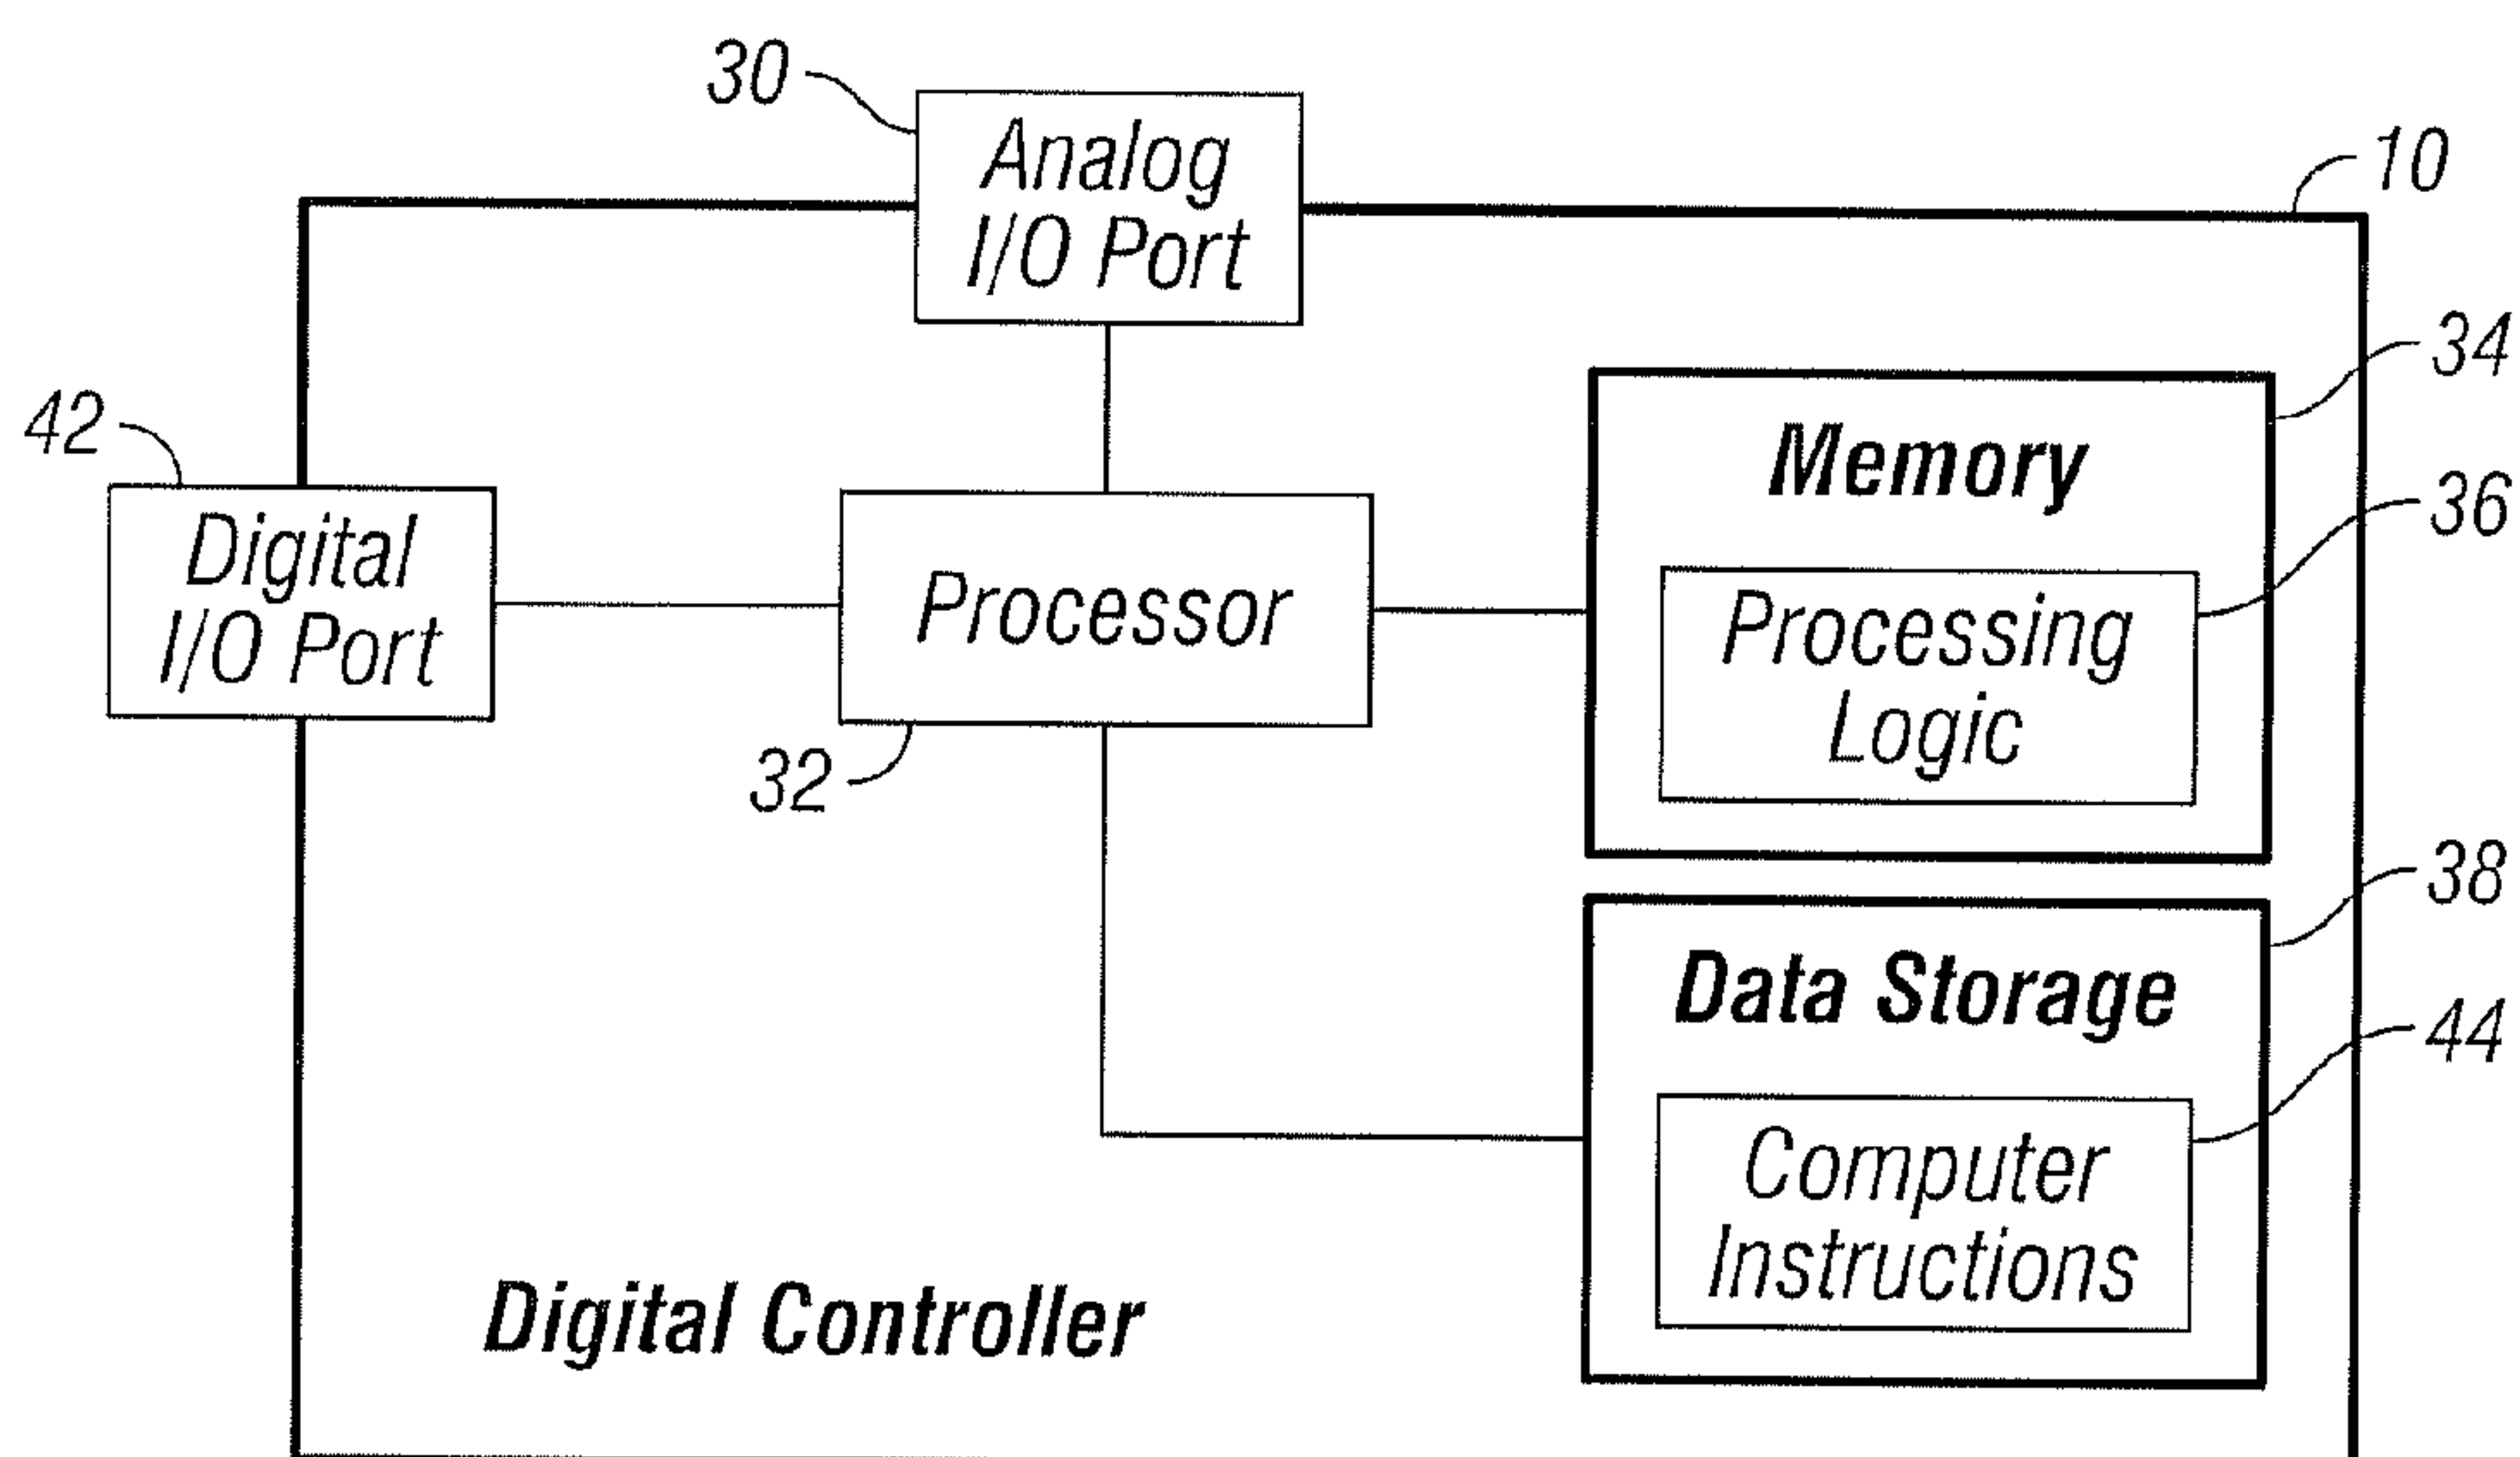 30
Analog
I/O Port
10
34
42
Memory
36
Digital
I/O Port
Processor
Processing
Logic
32
38
Data Storage
44
Computer
Instructions
Digital Controller